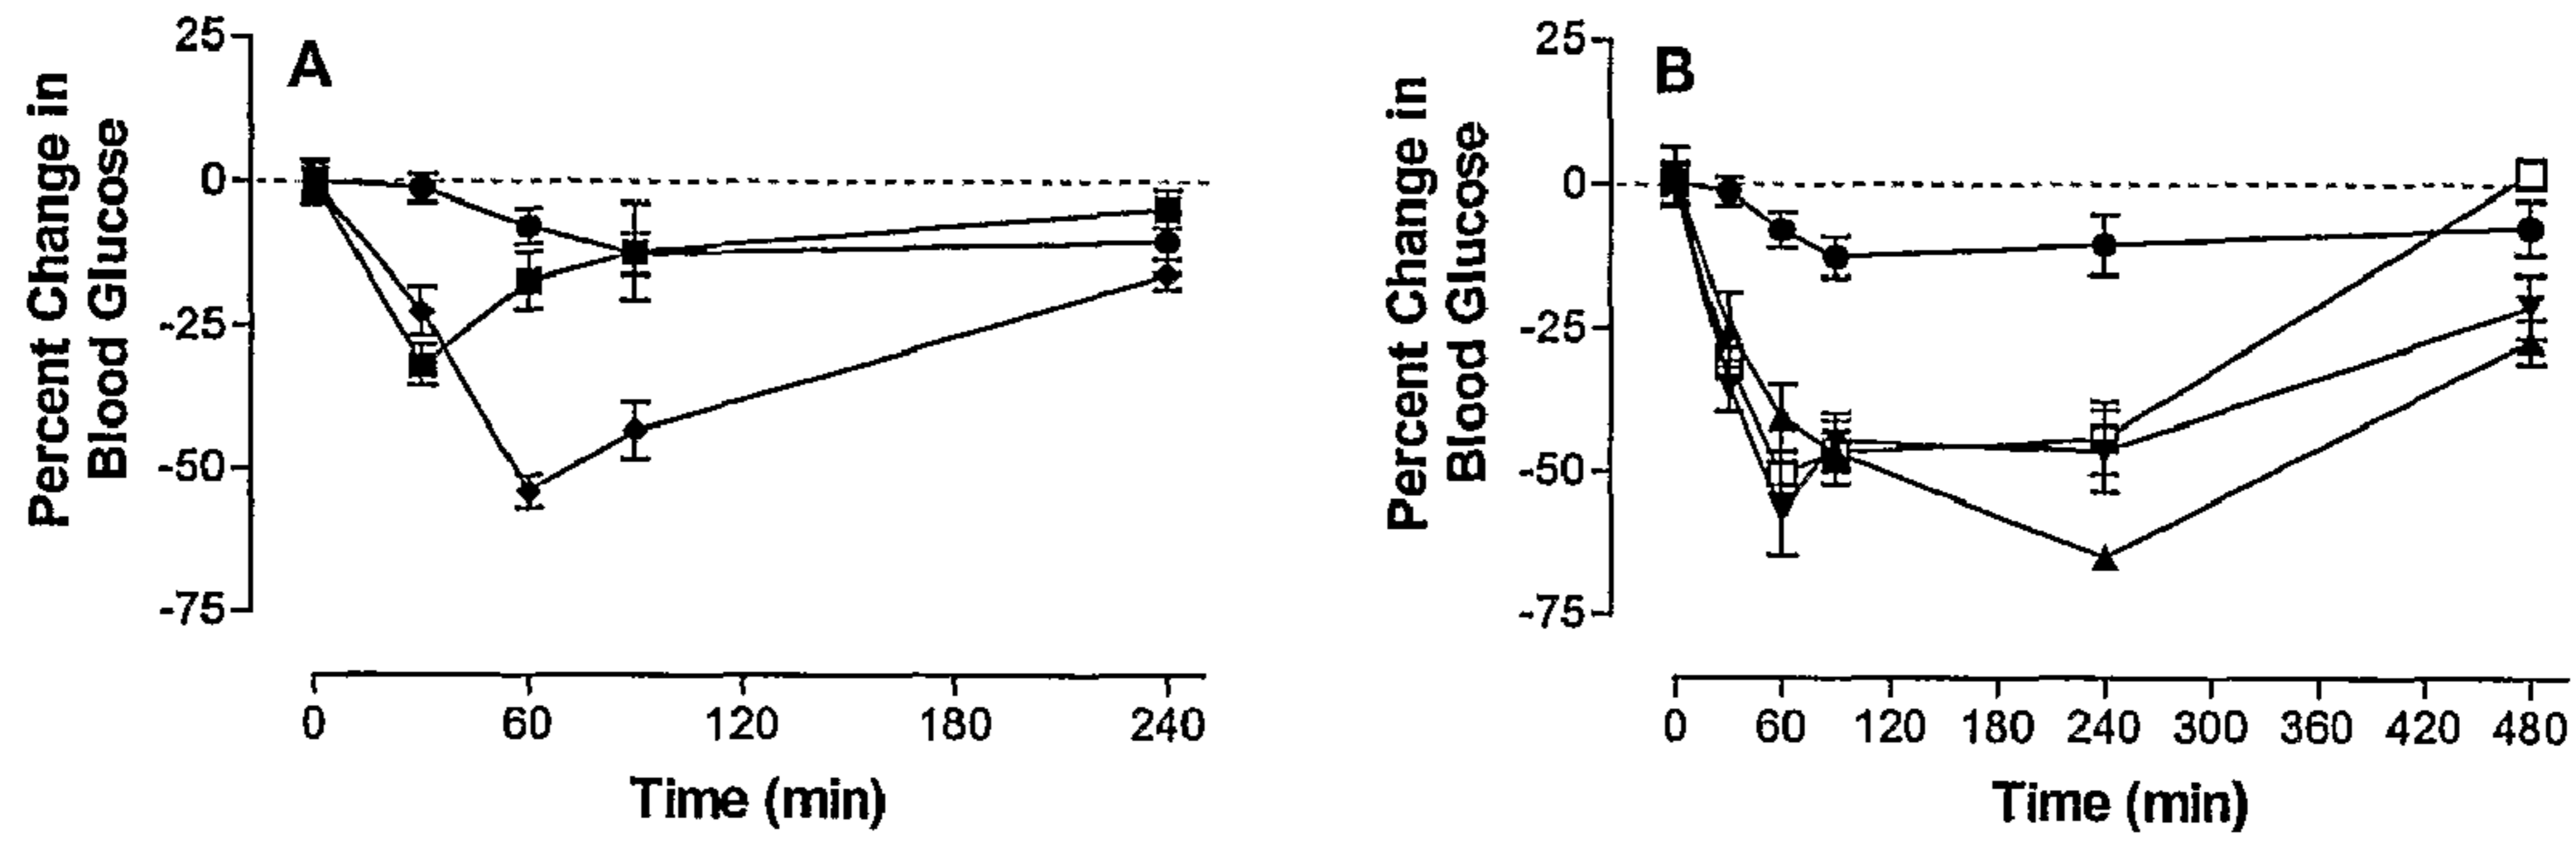 A
Percent Change in
Blood Glucose
25
0
-25
-50
-75
0 60 120 180 240
Time (min)
B
Percent Change in
Blood Glucose
25
0
-25
-50
-75
0 60 120 180 240 300 360 420 480
Time (min)